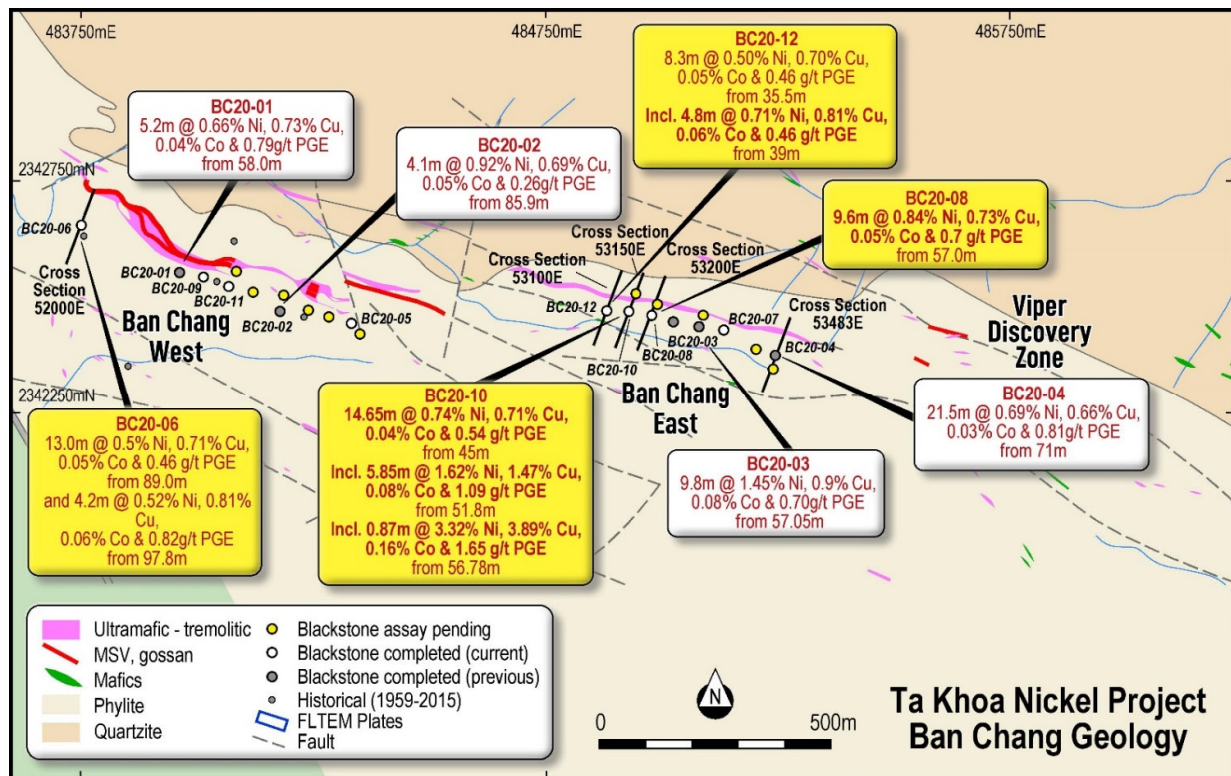 483750mE
484750mE
485750mE
BC20-12
8.3m @ 0.50% Ni, 0.70% Cu,
0.05% Co & 0.46 g/t PGE
from 35.5m
Incl. 4.8m @ 0.71% Ni, 0.81% Cu,
0.06% Co & 0.46 g/t PGE
from 39m
BC20-01
5.2m @ 0.66% Ni, 0.73% Cu,
0.04% Co & 0.79g/t PGE
from 58.0m
BC20-02
4.1m @ 0.92% Ni, 0.69% Cu,
0.05% Co & 0.26g/t PGE
from 85.9m
2342750mN
BC20-08
9.6m @ 0.84% Ni, 0.73% Cu,
0.05% Co & 0.7 g/t PGE
from 57.0m
BC20-06
Cross
Section
52000E
BC20-01
BC20-09
BC20-11
BC20-02
BC20-05
Ban Chang
West
Cross Section
53100E
Cross Section
53150E
Cross Section
53200E
Cross Section
53483E
BC20-12
BC20-10
BC20-08
BC20-03
BC20-07
BC20-04
Ban Chang
East
Viper
Discovery
Zone
2342250mN
BC20-06
13.0m @ 0.5% Ni, 0.71% Cu,
0.05% Co & 0.46 g/t PGE
from 89.0m
and 4.2m @ 0.52% Ni, 0.81%
Cu,
0.06% Co & 0.82g/t PGE
from 97.8m
BC20-10
14.65m @ 0.74% Ni, 0.71% Cu,
0.04% Co & 0.54 g/t PGE
from 45m
Incl. 5.85m @ 1.62% Ni, 1.47% Cu,
0.08% Co & 1.09 g/t PGE
from 51.8m
Incl. 0.87m @ 3.32% Ni, 3.89% Cu,
0.16% Co & 1.65 g/t PGE
from 56.78m
BC20-03
9.8m @ 1.45% Ni, 0.9% Cu,
0.08% Co & 0.70g/t PGE
from 57.05m
BC20-04
21.5m @ 0.69% Ni, 0.66% Cu,
0.03% Co & 0.81g/t PGE
from 71m
Ultramafic - tremolitic
MSV, gossan
Mafics
Phylite
Quartzite
Blackstone assay pending
Blackstone completed (current)
Blackstone completed (previous)
Historical (1959-2015)
FLTEM Plates
Fault
N
0
500m
Ta Khoa Nickel Project
Ban Chang Geology